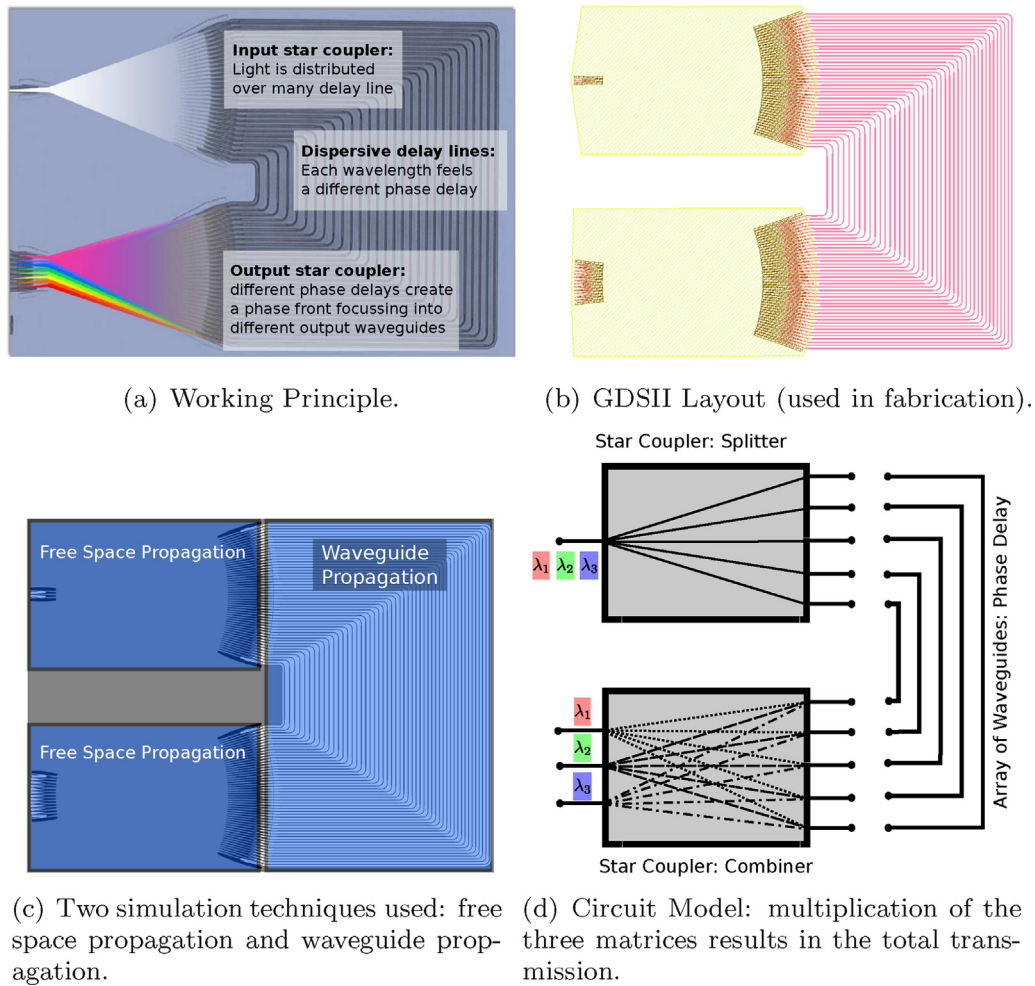 Input star coupler:
Light is distributed
over many delay line
Dispersive delay lines:
Each wavelength feels
a different phase delay
Output star coupler:
different phase delays create
a phase front focussing into
different output waveguides
(a) Working Principle.
(b) GDSII Layout (used in fabrication).
Free Space Propagation
Waveguide
Propagation
Free Space Propagation
(c) Two simulation techniques used: free
space propagation and waveguide prop-
agation.
Star Coupler: Splitter
λ1 λ2 λ3
λ1
λ2
λ3
Star Coupler: Combiner
Array of Waveguides: Phase Delay
(d) Circuit Model: multiplication of the
three matrices results in the total trans-
mission.